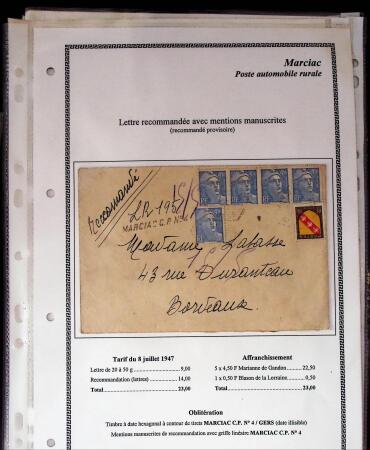 Marciac
Poste automobile rurale
Lettre recommandée avec mentions manuscrites
(recommandé provisoire)
Recommandé
MARCIAC C.P. N° 4
Madame Labasse
43 rue Duranteau
Bordeaux
Tarif du 8 juillet 1947
Lettre de 20 à 50 g 9,00
Recommandation (lettres) 14,00
Total 23,00
Affranchissement
5 x 4,50 F Marianne de Gandon 22,50
1 x 0,50 F Blason de la Lorraine 0,50
Total 23,00
Oblitération
Timbre à date hexagonal à contour de tirets MARCIAC C.P. N° 4 / GERS (date illisible)
Mentions manuscrites de recommandation avec griffe linéaire MARCIAC C.P. N° 4